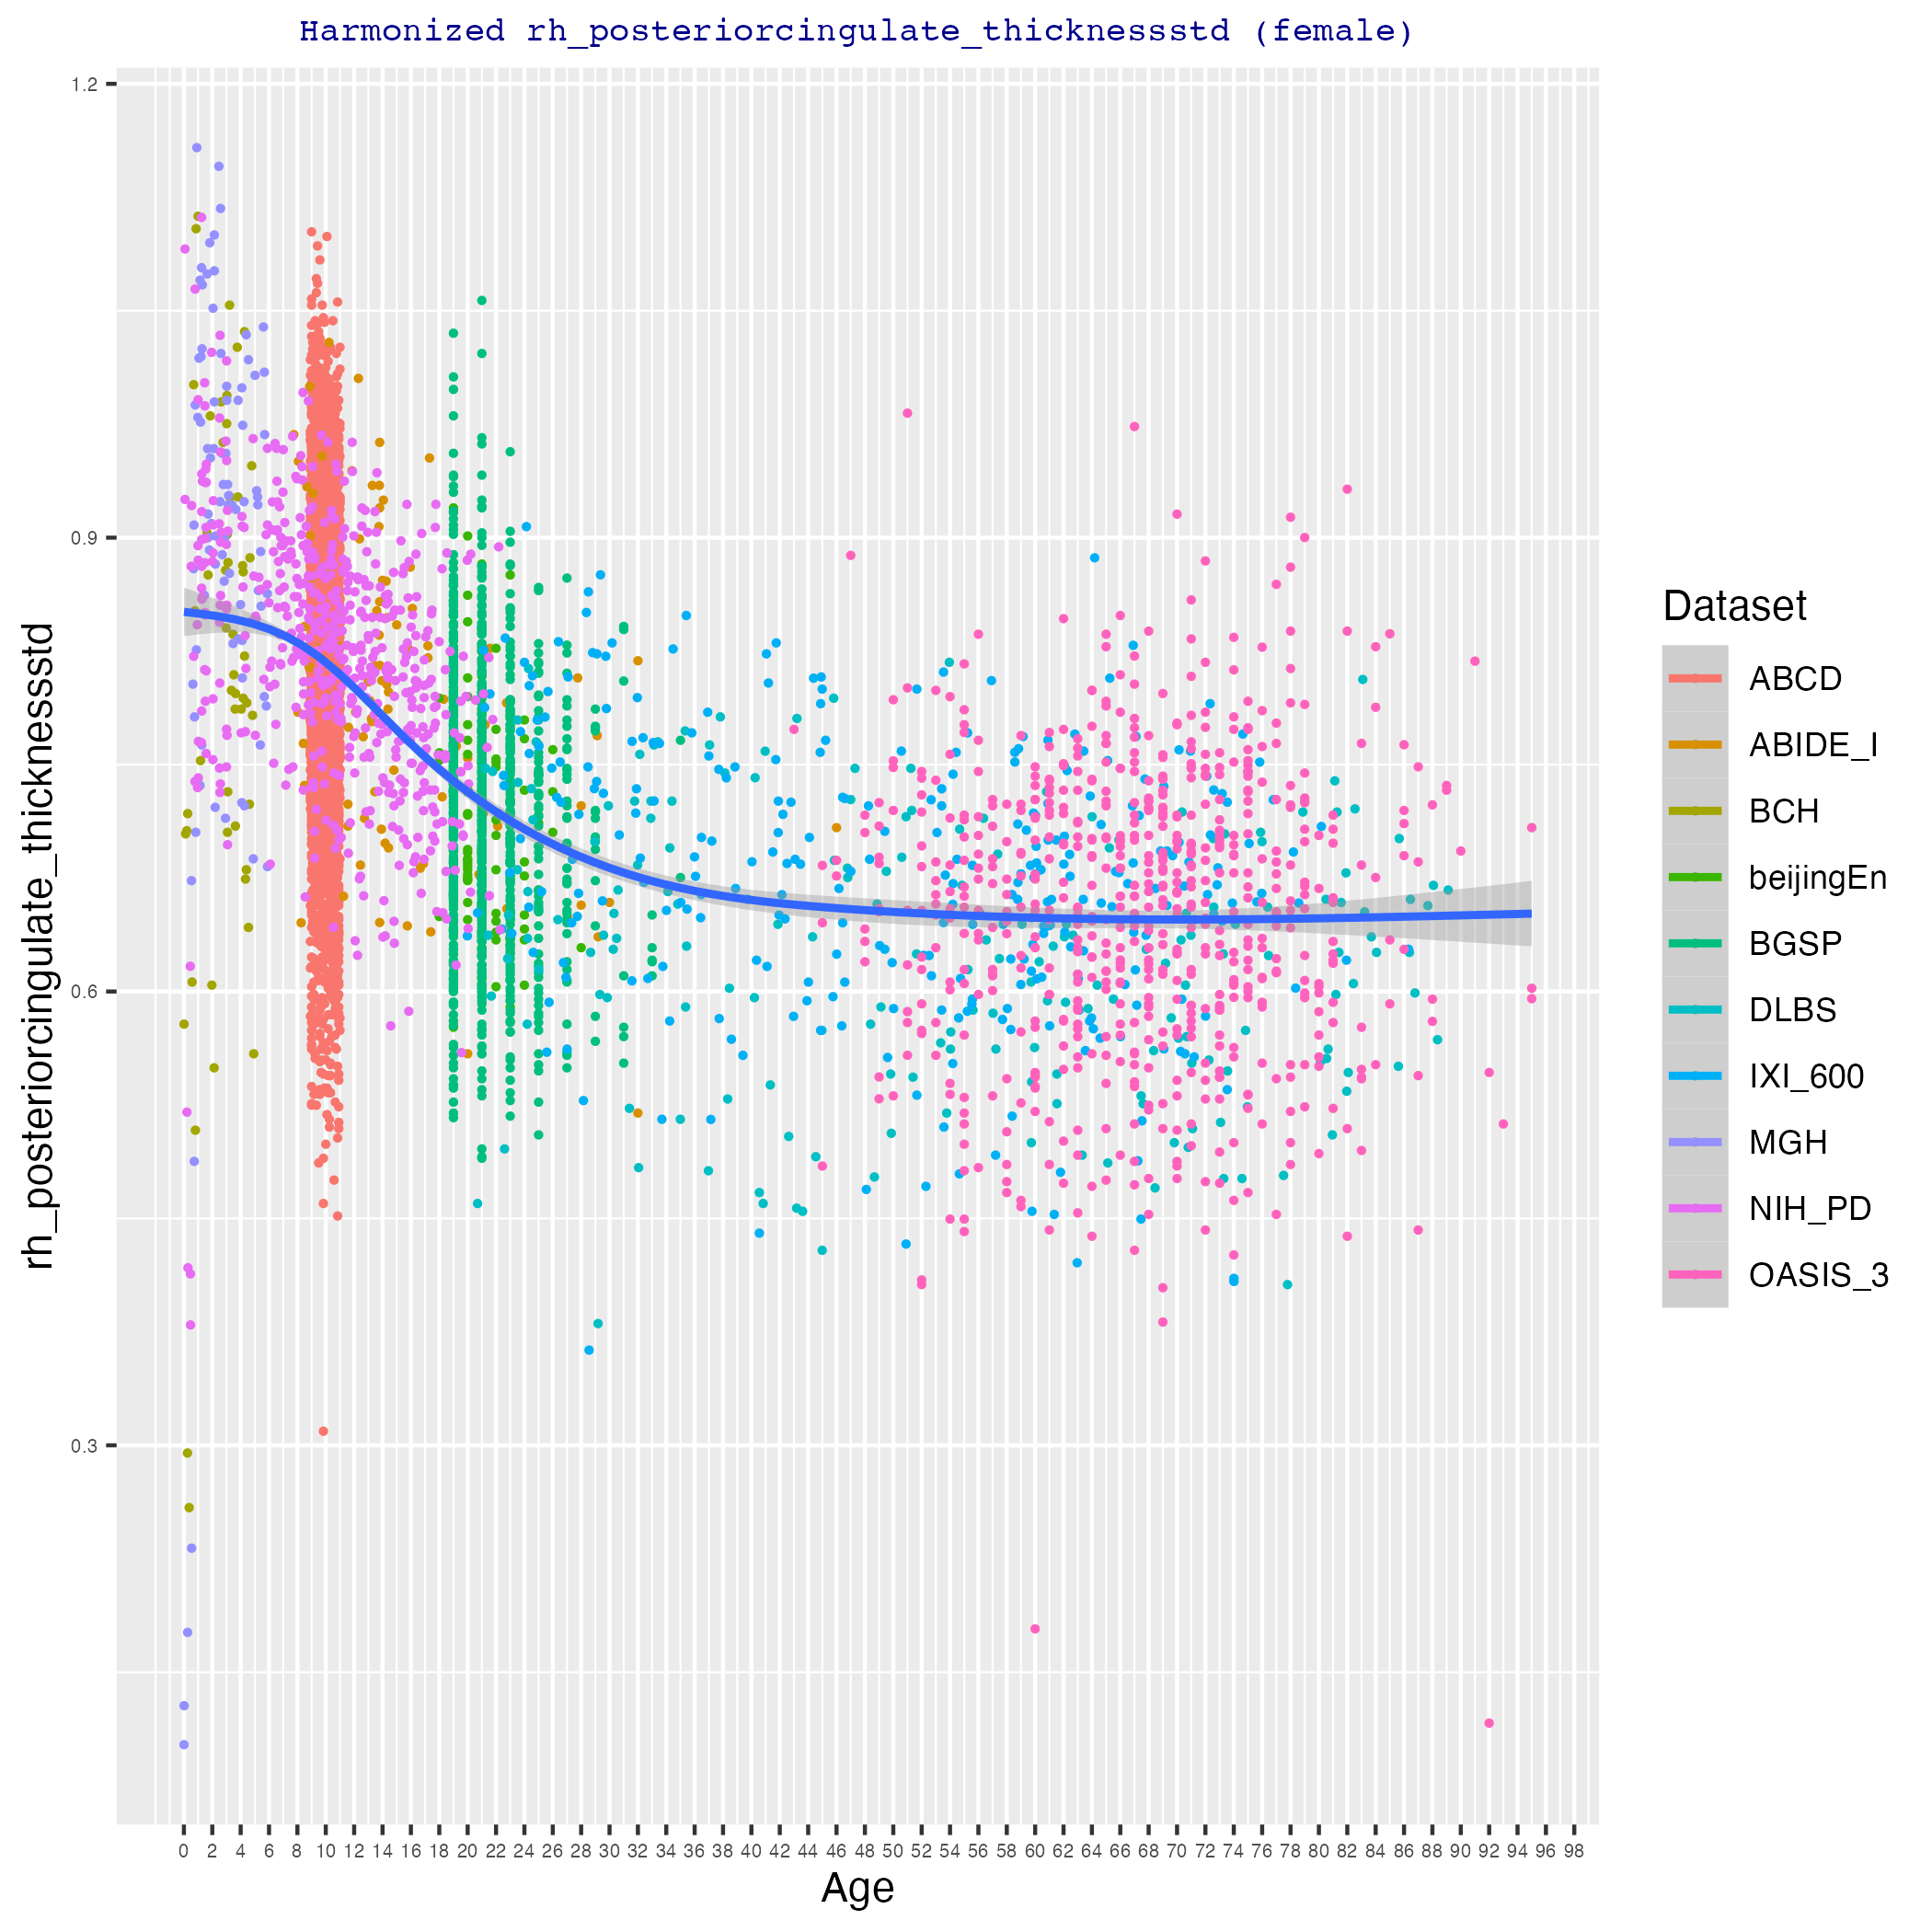 Harmonized rh_posteriorcingulate_thicknessstd (female)
1.2
0.9
0.6
0.3
rh_posteriorcingulate_thicknessstd
0 2 4 6 8 10 12 14 16 18 20 22 24 26 28 30 32 34 36 38 40 42 44 46 48 50 52 54 56 58 60 62 64 66 68 70 72 74 76 78 80 82 84 86 88 90 92 94 96 98
Age
Dataset
ABCD
ABIDE_I
BCH
beijingEn
BGSP
DLBS
IXI_600
MGH
NIH_PD
OASIS_3